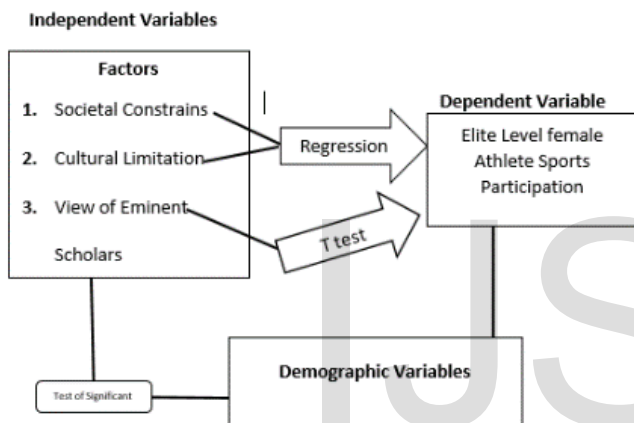 Independent Variables
Factors
1. Societal Constrains
2. Cultural Limitation
3. View of Eminent
Scholars
Regression
T test
Dependent Variable
Elite Level female
Athlete Sports
Participation
Demographic Variables
Test of Significant
IJS